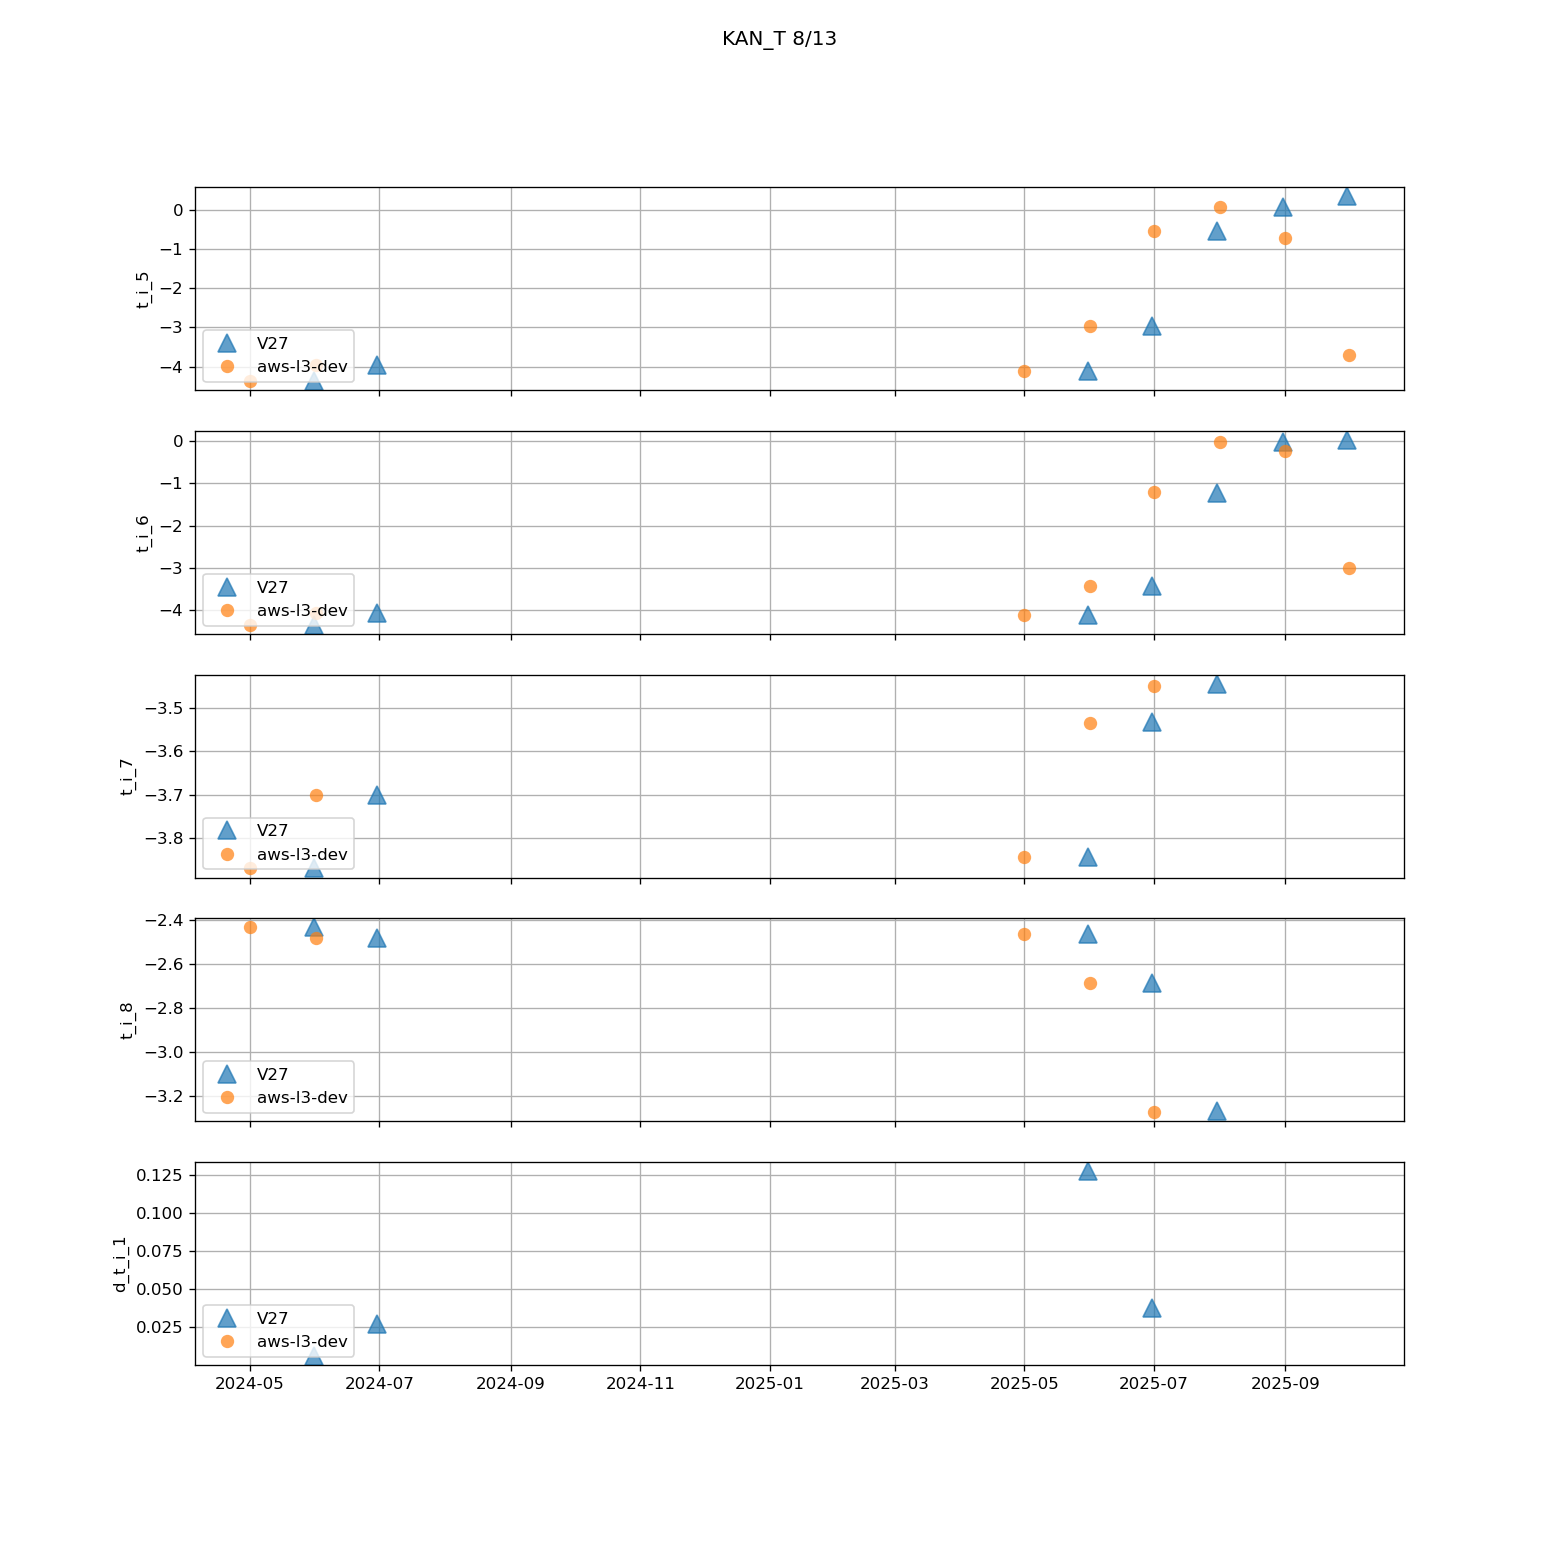 KAN_T 8/13
0
−1
−2
−3
−4
t_i_5
V27
aws-l3-dev
0
−1
−2
−3
−4
t_i_6
V27
aws-l3-dev
−3.5
−3.6
−3.7
−3.8
t_i_7
V27
aws-l3-dev
−2.4
−2.6
−2.8
−3.0
−3.2
t_i_8
V27
aws-l3-dev
0.125
0.100
0.075
0.050
0.025
d_t_i_1
V27
aws-l3-dev
2024-05 2024-07 2024-09 2024-11 2025-01 2025-03 2025-05 2025-07 2025-09